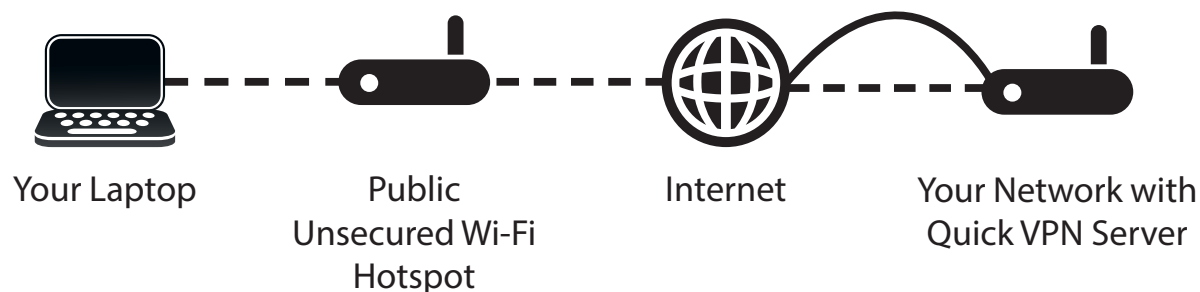 Your Laptop
Public
Unsecured Wi-Fi
Hotspot
Internet
Your Network with
Quick VPN Server